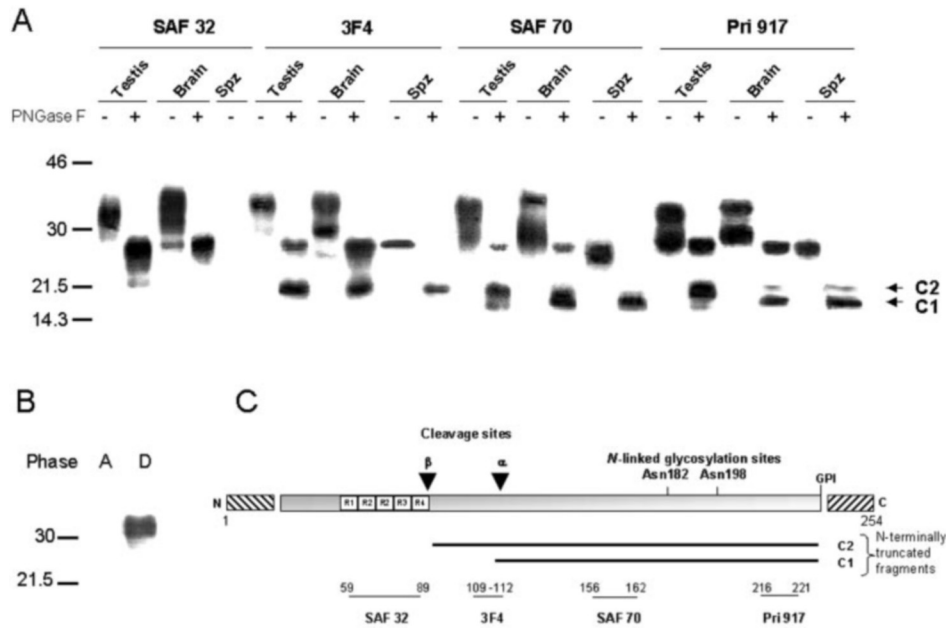 A
SAF 32 3F4 SAF 70 Pri 917
Testis Brain Spz Testis Brain Spz Testis Brain Spz Testis Brain Spz
PNGase F - + - + - - + - + - + - + - + - + - + - + - +
46
30
21.5
14.3
C2
C1
B
Phase A D
30
21.5
C
Cleavage sites
β α
N-linked glycosylation sites
Asn182 Asn198
GPI
N R1 R2 R2 R3 R4 C
1 254
C2
C1
N-terminally
truncated
fragments
59 89 109 -112 156 162 216 221
SAF 32 3F4 SAF 70 Pri 917